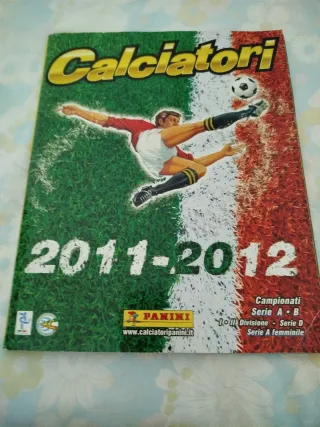 Calciatori
2011-2012
Campionati
Serie A • B
I • II Divisione - Serie D
Serie A femminile
PANINI
www.calciatoripanini.it